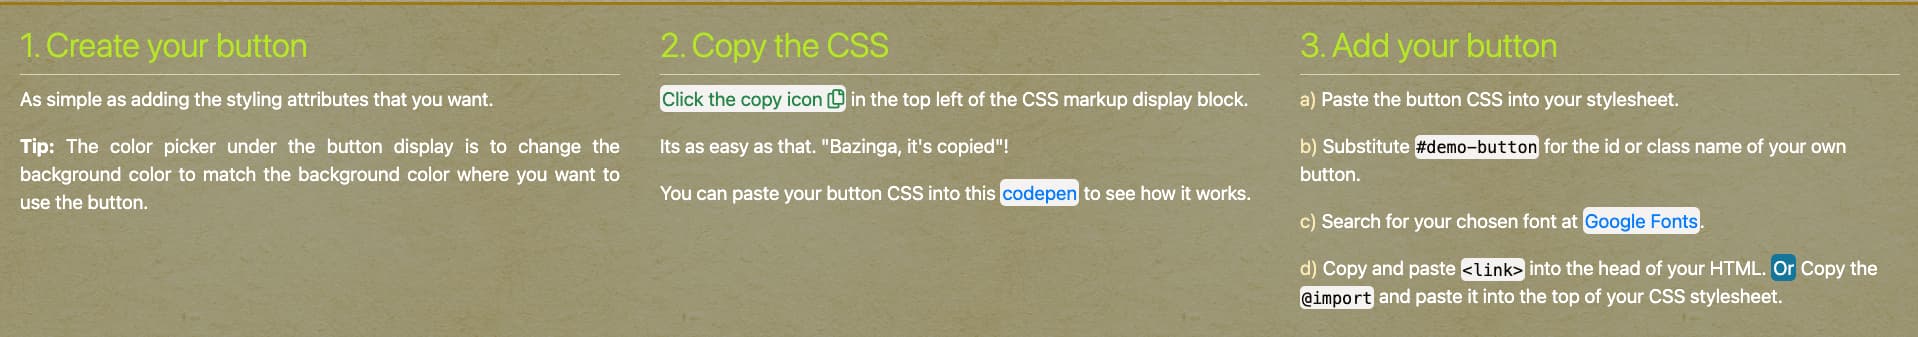 1. Create your button
As simple as adding the styling attributes that you want.
Tip: The color picker under the button display is to change the
background color to match the background color where you want to
use the button.
2. Copy the CSS
Click the copy icon in the top left of the CSS markup display block.
Its as easy as that. "Bazinga, it's copied"!
You can paste your button CSS into this codepen to see how it works.
3. Add your button
a) Paste the button CSS into your stylesheet.
b) Substitute #demo-button for the id or class name of your own
button.
c) Search for your chosen font at Google Fonts.
d) Copy and paste <link> into the head of your HTML. Or Copy the
@import and paste it into the top of your CSS stylesheet.